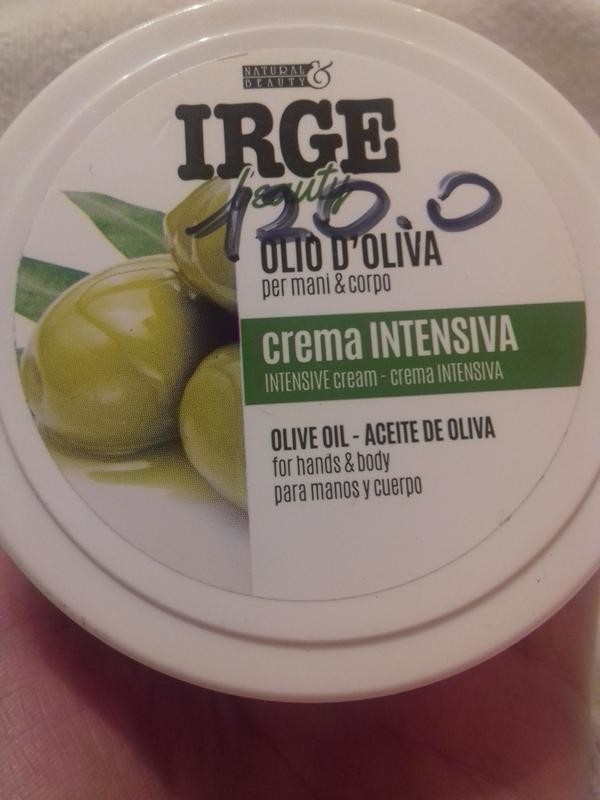 NATURAL &
BEAUTY
IRGE
beauty
120.0
OLIO D'OLIVA
per mani & corpo
crema INTENSIVA
INTENSIVE cream - crema INTENSIVA
OLIVE OIL - ACEITE DE OLIVA
for hands & body
para manos y cuerpo